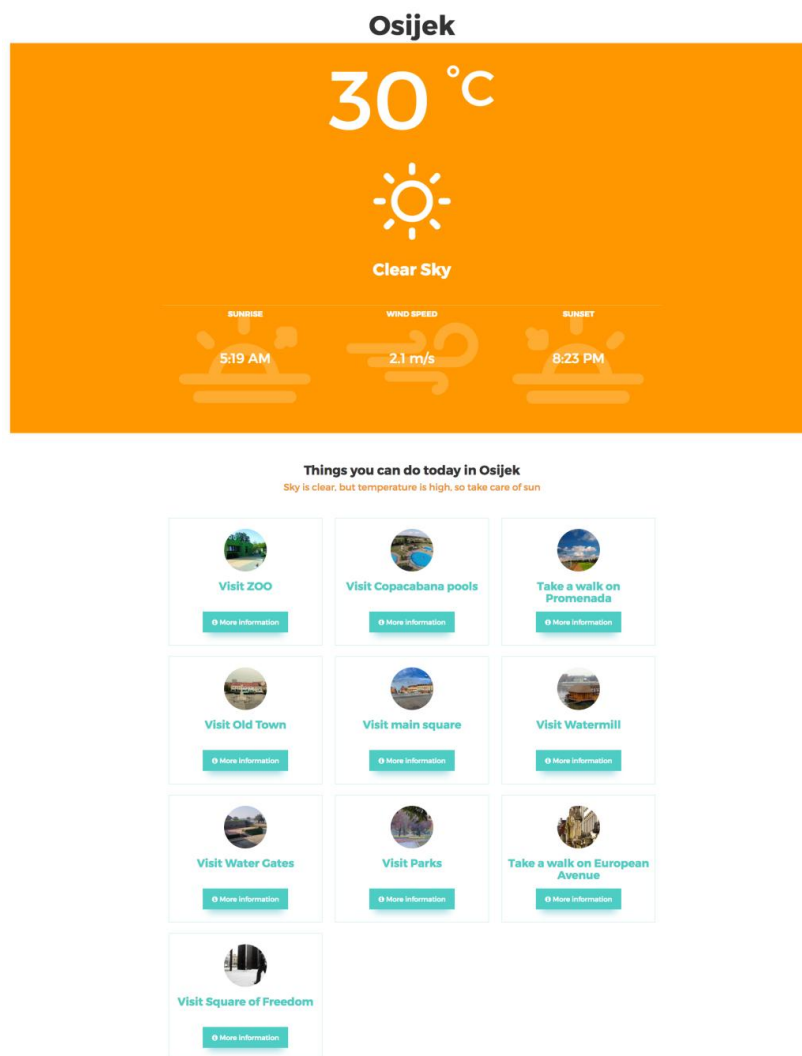 Osijek
30 °C
Clear Sky
SUNRISE WIND SPEED SUNSET
5:19 AM 2.1 m/s 8:23 PM
Things you can do today in Osijek
Sky is clear, but temperature is high, so take care of sun
Visit ZOO
More information
Visit Copacabana pools
More information
Take a walk on
Promenada
More information
Visit Old Town
More information
Visit main square
More information
Visit Watermill
More information
Visit Water Gates
More information
Visit Parks
More information
Take a walk on European
Avenue
More information
Visit Square of Freedom
More information